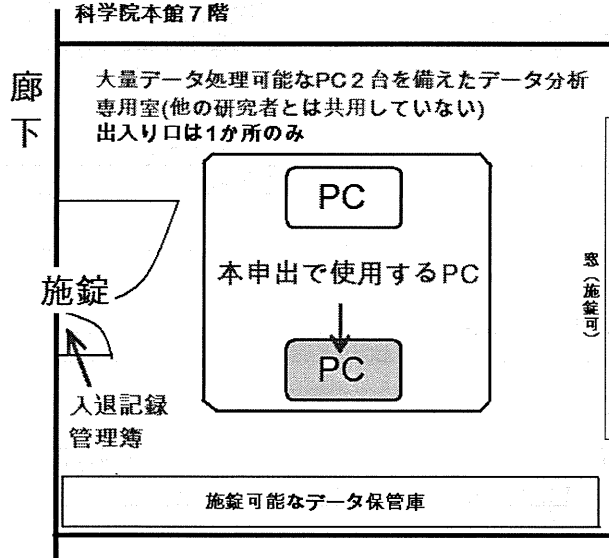 科学院本館7階
廊下
大量データ処理可能なPC2台を備えたデータ分析
専用室(他の研究者とは共用していない)
出入り口は1か所のみ
PC
本申出で使用するPC
施錠
窓(施錠可)
PC
入退記録
管理簿
施錠可能なデータ保管庫